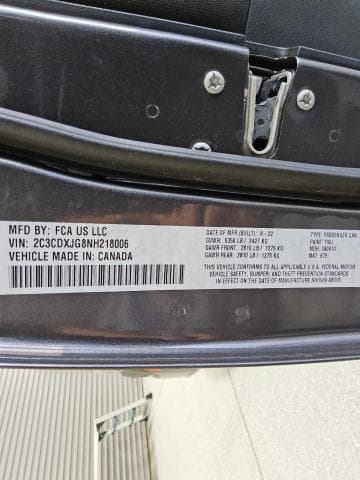 MFD BY: FCA US LLC
VIN: 2C3CDXJG8NH218006
VEHICLE MADE IN: CANADA
DATE OF MFR (BUILT):
GVWR: 5350 LB / 2427 KG
GAWR FRONT: 2810 LB / 1275 KG
GAWR REAR: 2810 LB / 1275 KG
TYPE: PASSENGER CAR
PAINT:
MDH:
THIS VEHICLE CONFORMS TO ALL APPLICABLE U.S.A. FEDERAL MOTOR
VEHICLE SAFETY, BUMPER, AND THEFT PREVENTION STANDARDS
IN EFFECT ON THE DATE OF MANUFACTURE SHOWN ABOVE.